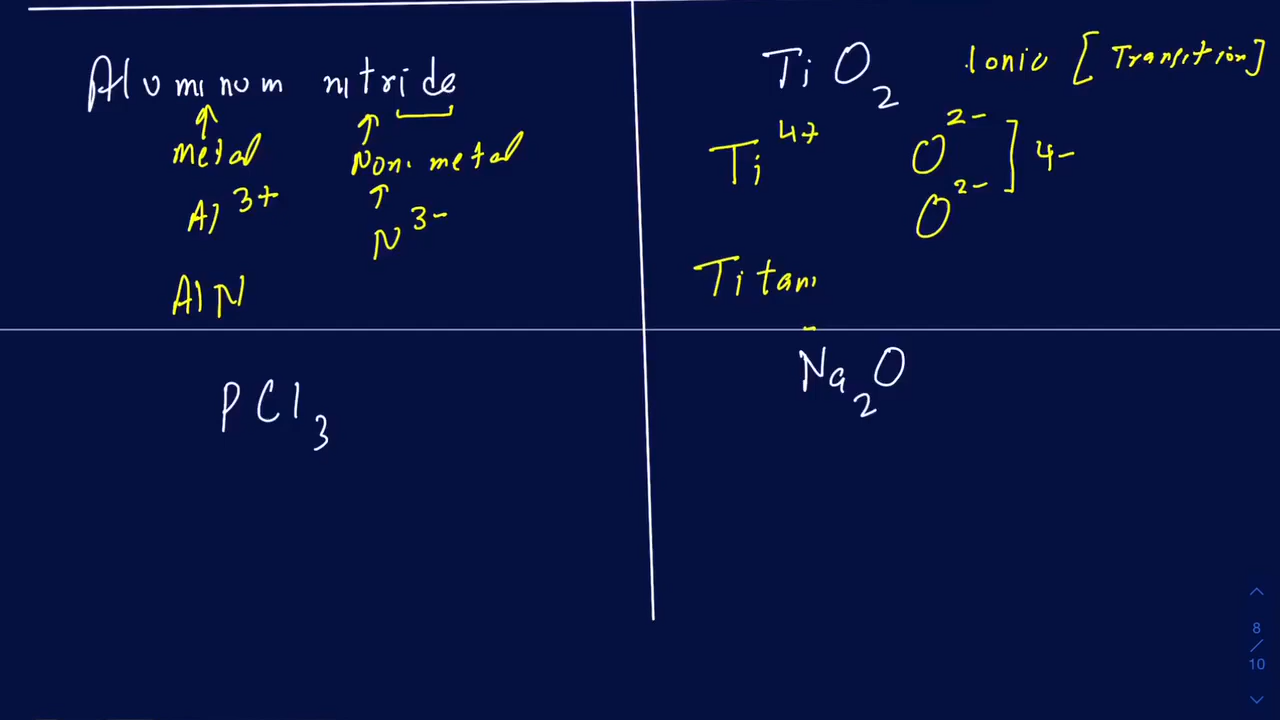 Aluminum nitride
Metal Non. metal
Al 3+ N 3-
AlN
TiO2 Ionic [Transition]
Ti 4+ O 2- ] 4-
O 2-
Titani
PCl3
Na2O
8
/
10